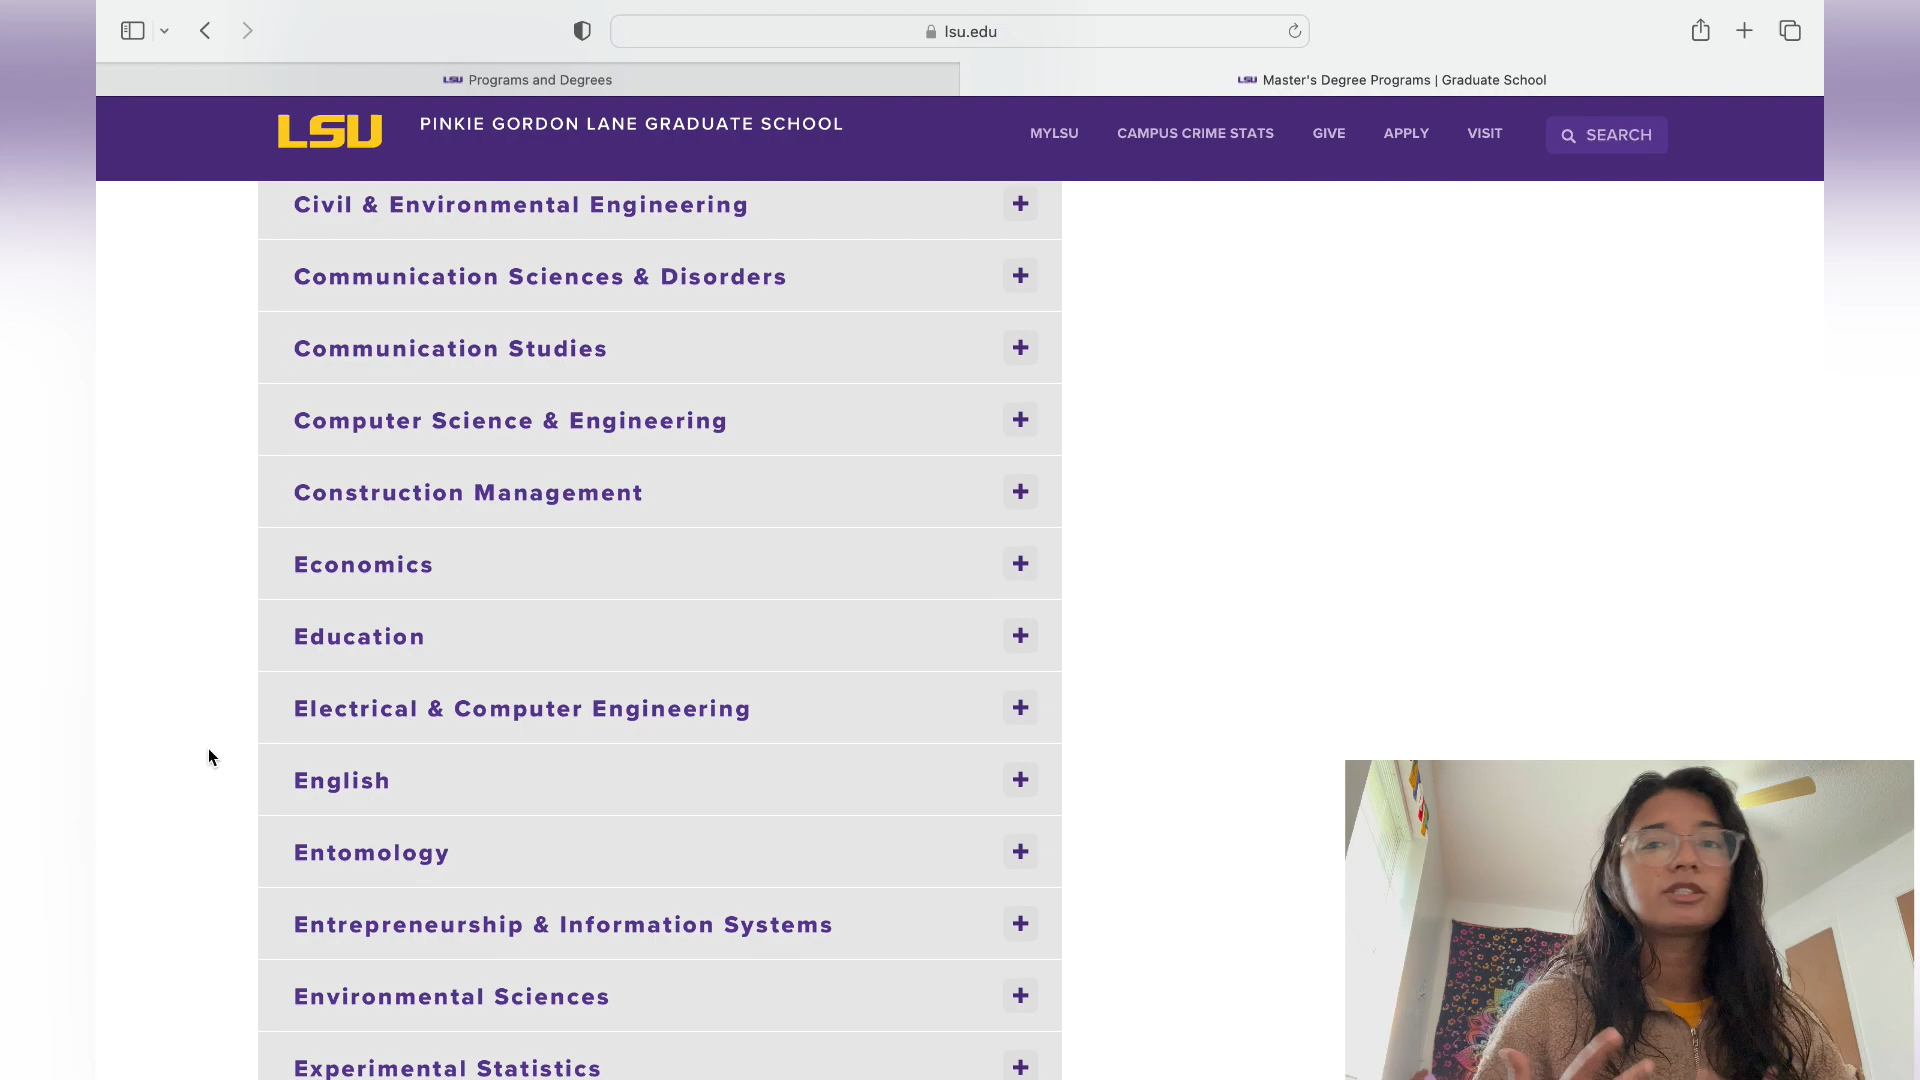 lsu.edu
LSU Programs and Degrees
LSU Master's Degree Programs | Graduate School
LSU
PINKIE GORDON LANE GRADUATE SCHOOL
MYLSU
CAMPUS CRIME STATS
GIVE
APPLY
VISIT
SEARCH
Civil & Environmental Engineering
Communication Sciences & Disorders
Communication Studies
Computer Science & Engineering
Construction Management
Economics
Education
Electrical & Computer Engineering
English
Entomology
Entrepreneurship & Information Systems
Environmental Sciences
Experimental Statistics